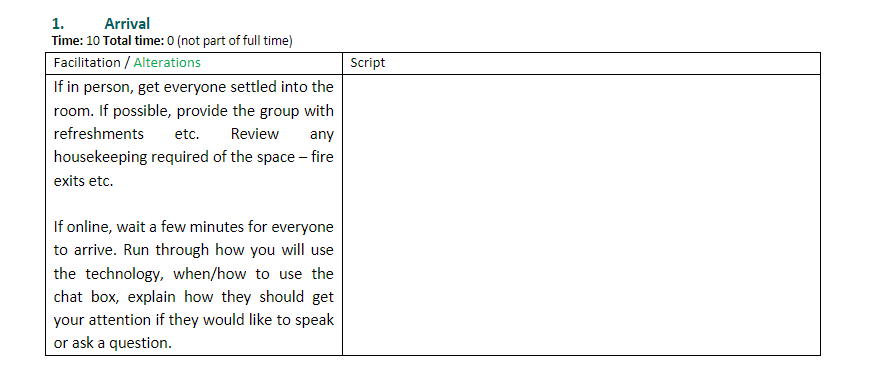 1. Arrival
Time: 10 Total time: 0 (not part of full time)
Facilitation / Alterations
Script
If in person, get everyone settled into the
room. If possible, provide the group with
refreshments etc. Review any
housekeeping required of the space – fire
exits etc.
If online, wait a few minutes for everyone
to arrive. Run through how you will use
the technology, when/how to use the
chat box, explain how they should get
your attention if they would like to speak
or ask a question.